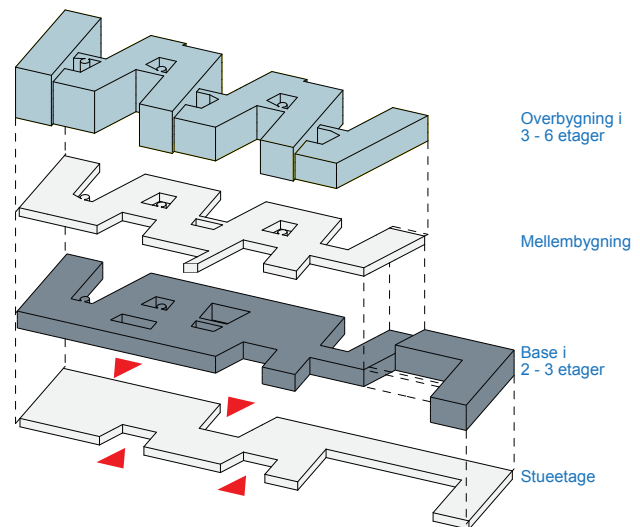 Overbygning i
3 - 6 etager
Mellembygning
Base i
2 - 3 etager
Stueetage